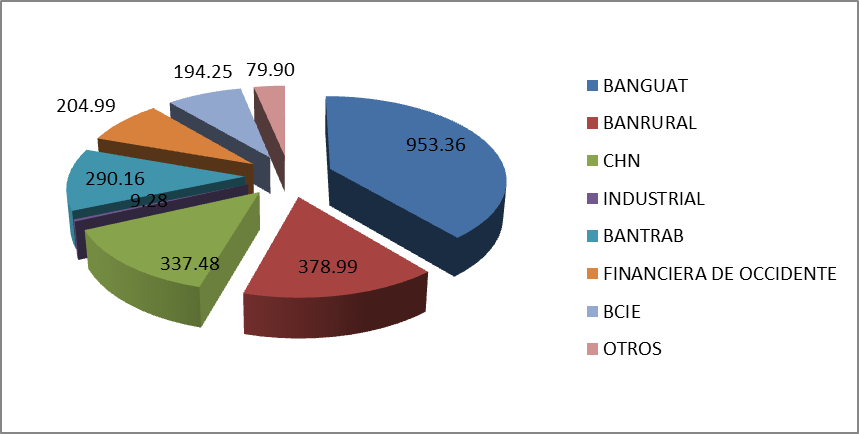 194.25
79.90
204.99
953.36
290.16
9.28
337.48
378.99
BANGUAT
BANRURAL
CHN
INDUSTRIAL
BANTRAB
FINANCIERA DE OCCIDENTE
BCIE
OTROS